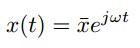 x(t) = x̄e^{jωt}